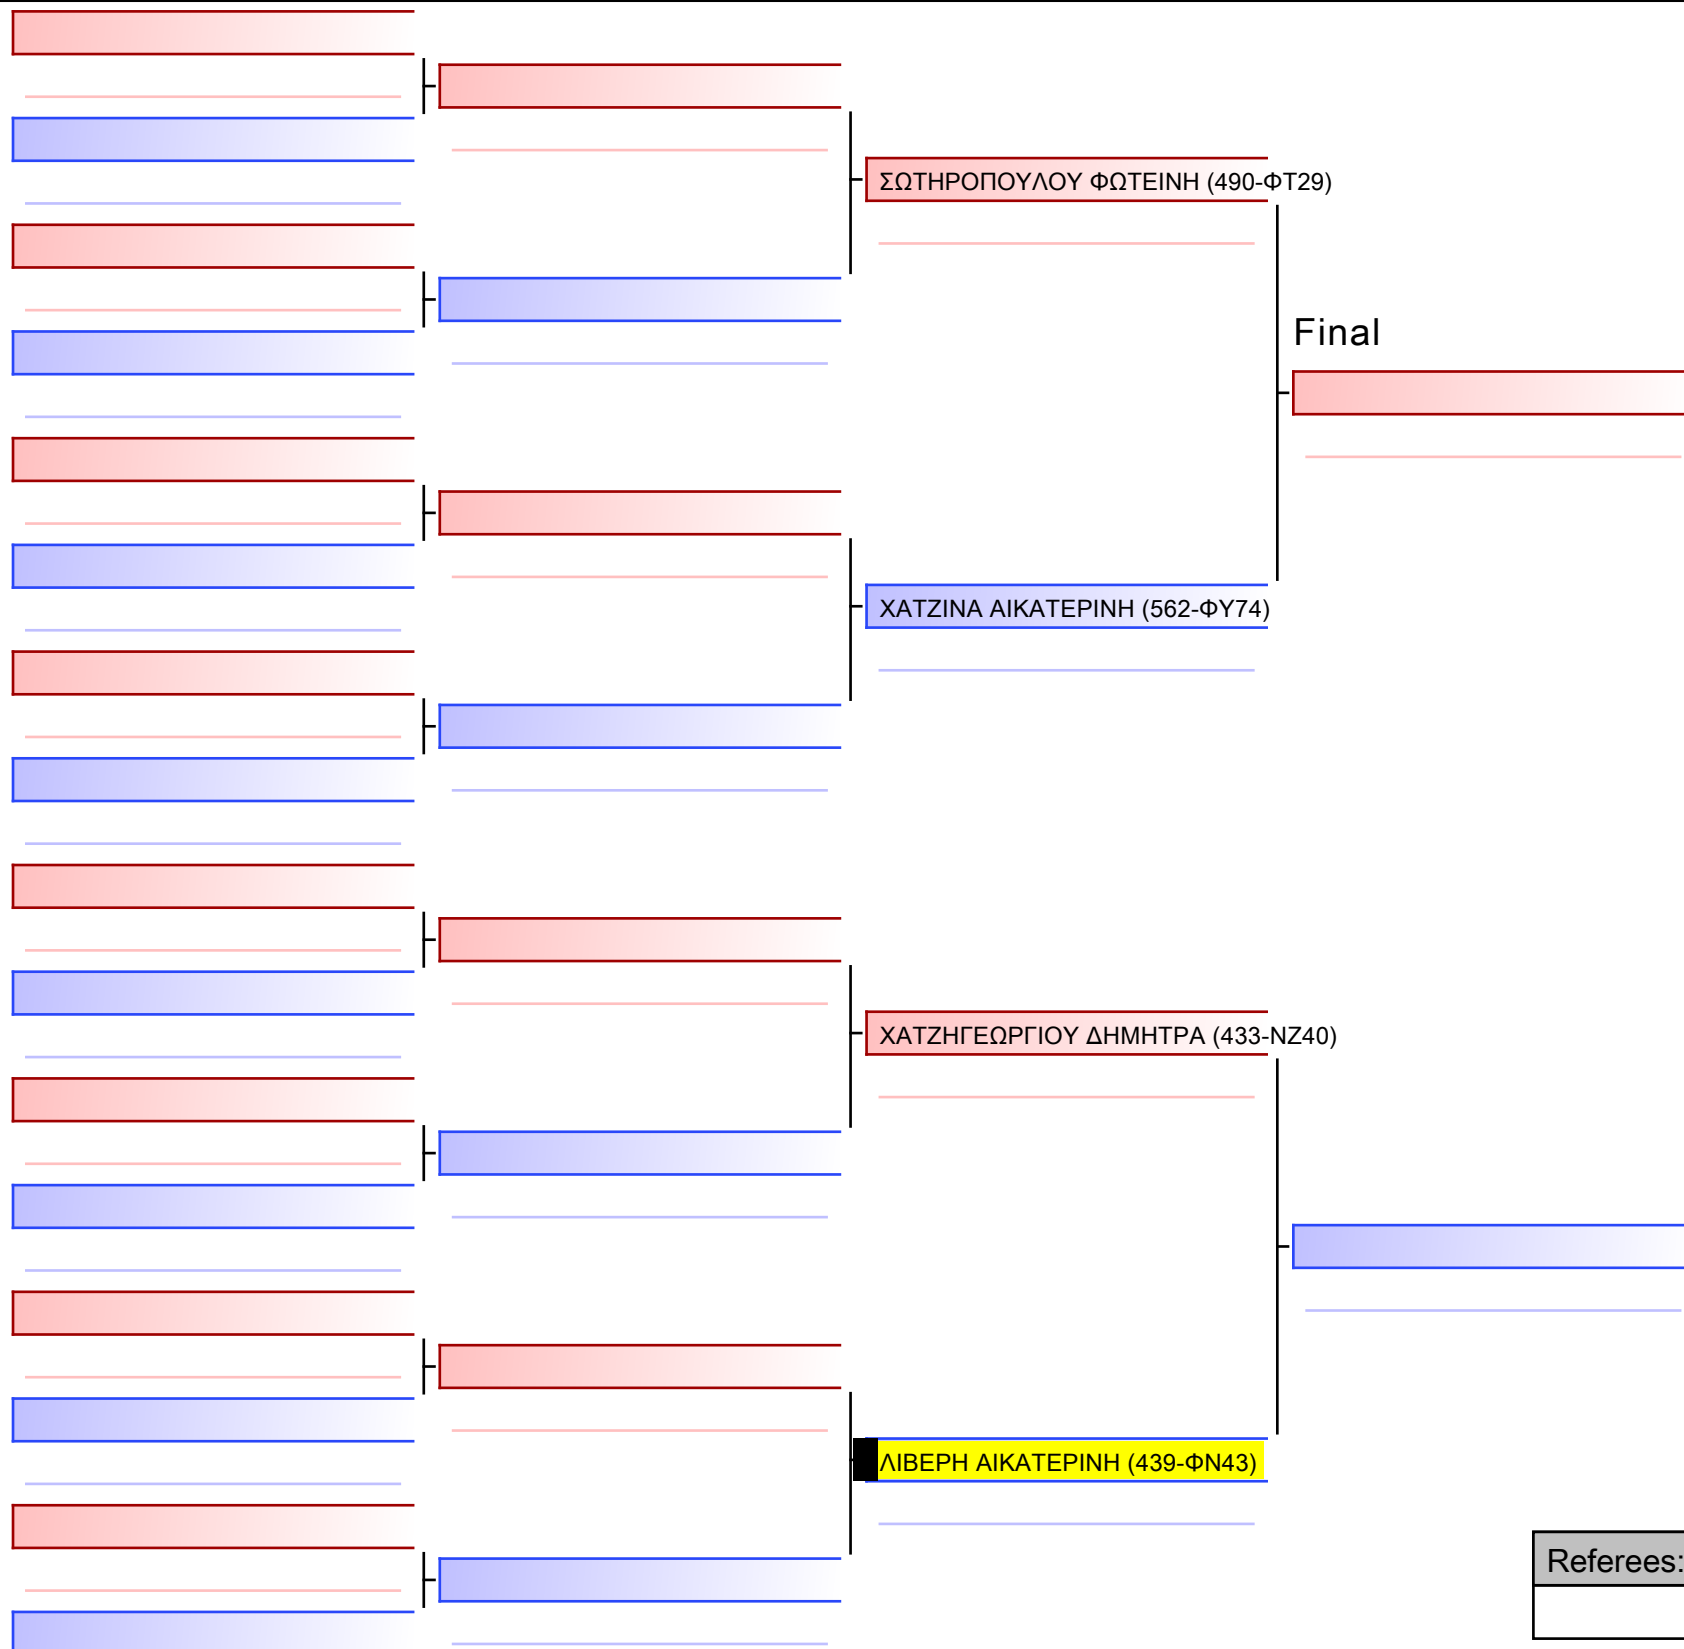 ΣΩΤΗΡΟΠΟΥΛΟΥ ΦΩΤΕΙΝΗ (490-ΦΤ29)
Final
ΧΑΤΖΙΝΑ ΑΙΚΑΤΕΡΙΝΗ (562-ΦΥ74)
ΧΑΤΖΗΓΕΩΡΓΙΟΥ ΔΗΜΗΤΡΑ (433-ΝΖ40)
ΛΙΒΕΡΗ ΑΙΚΑΤΕΡΙΝΗ (439-ΦΝ43)
Referees: